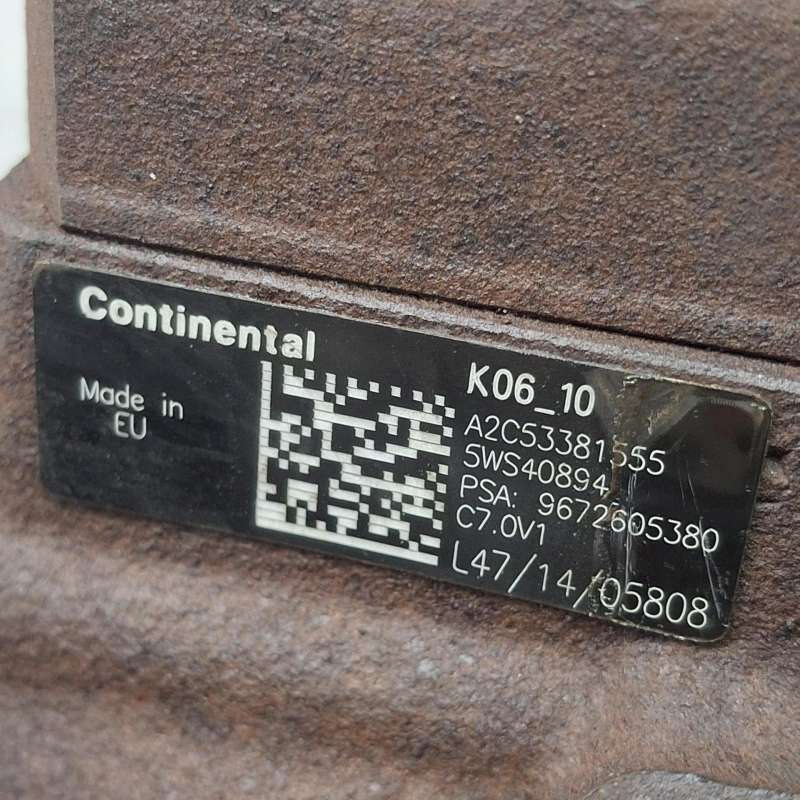 Continental
Made in
EU
K06_10
A2C53381555
5WS40894
PSA: 9672605380
C7.0V1
L47/14/05808